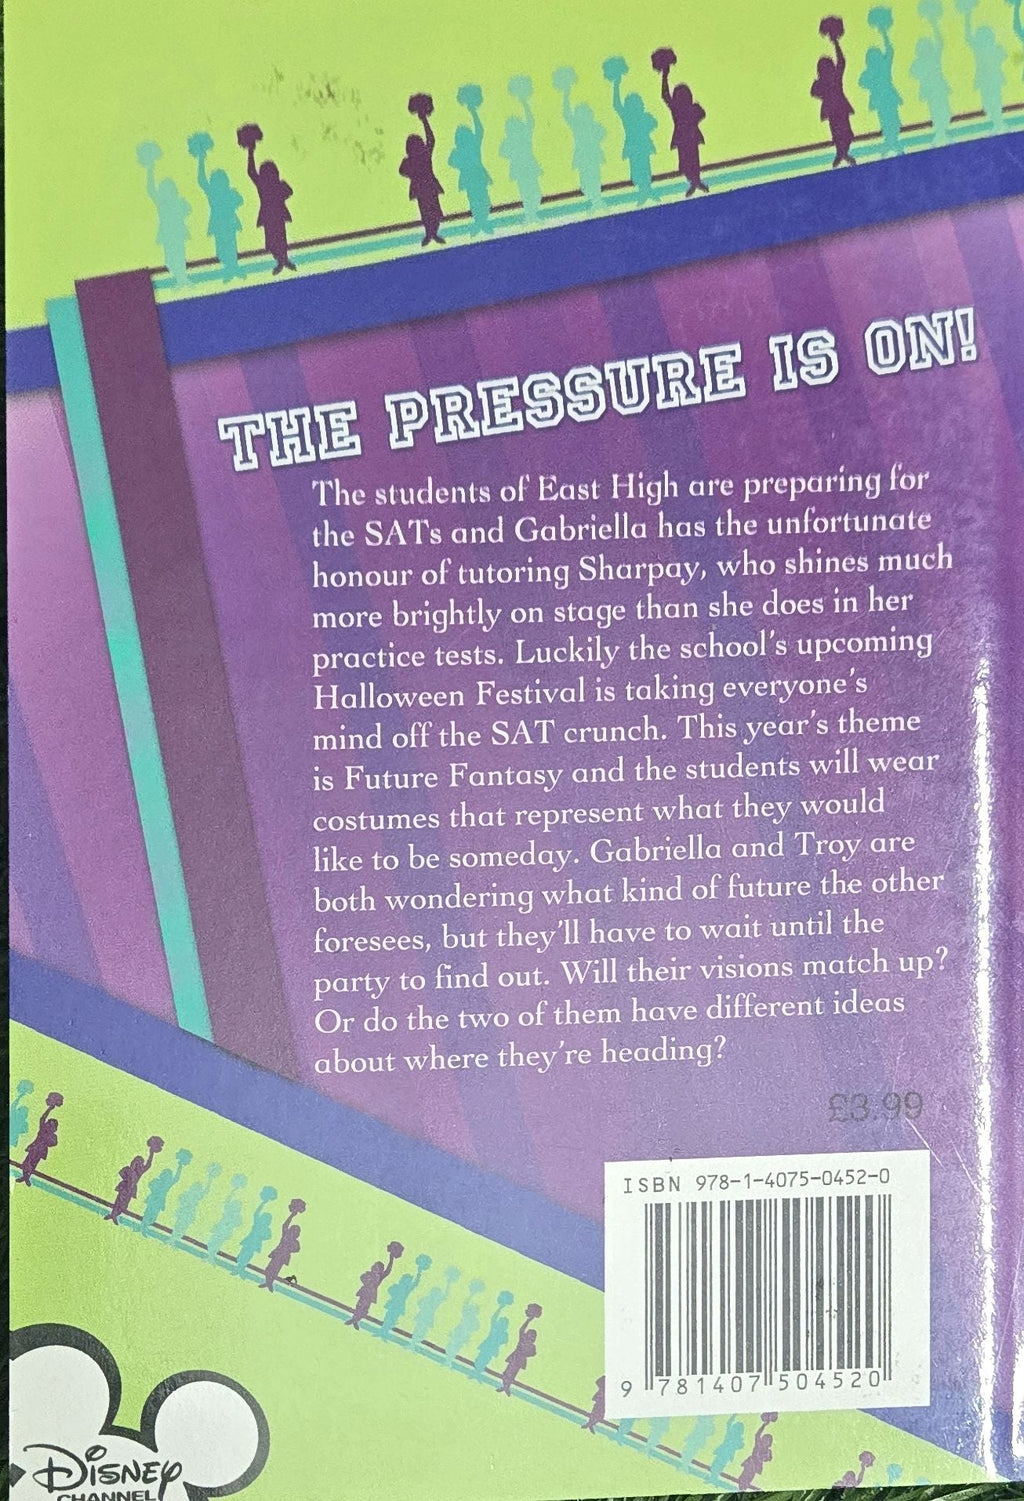 THE PRESSURE IS ON!
The students of East High are preparing for
the SATs and Gabriella has the unfortunate
honour of tutoring Sharpay, who shines much
more brightly on stage than she does in her
practice tests. Luckily the school's upcoming
Halloween Festival is taking everyone's
mind off the SAT crunch. This year's theme
is Future Fantasy and the students will wear
costumes that represent what they would
like to be someday. Gabriella and Troy are
both wondering what kind of future the other
foresees, but they'll have to wait until the
party to find out. Will their visions match up?
Or do the two of them have different ideas
about where they're heading?
£3.99
ISBN 978-1-4075-0452-0
9 781407 504520
DISNEY
CHANNEL